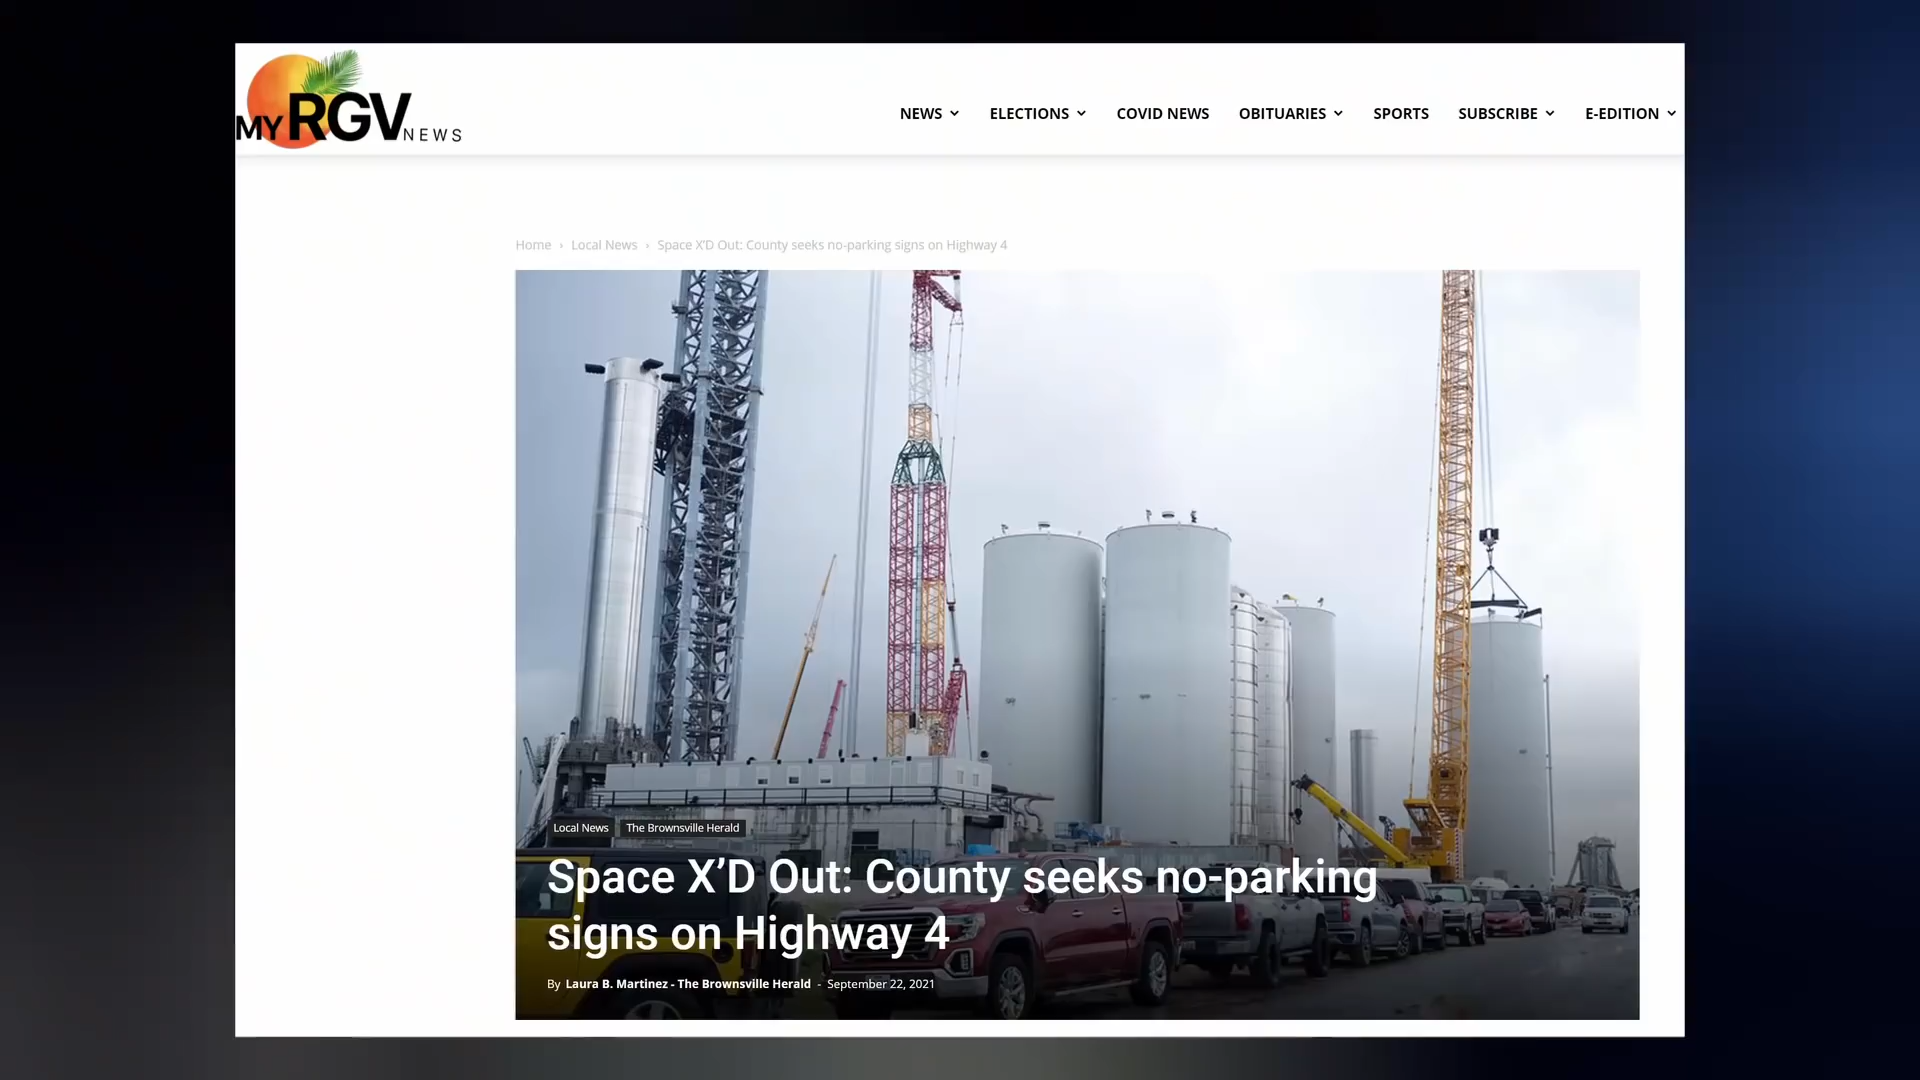 MY RGV NEWS
NEWS ELECTIONS COVID NEWS OBITUARIES SPORTS SUBSCRIBE E-EDITION
Home › Local News › Space X’D Out: County seeks no-parking signs on Highway 4
Local News The Brownsville Herald
Space X’D Out: County seeks no-parking
signs on Highway 4
By Laura B. Martinez - The Brownsville Herald - September 22, 2021